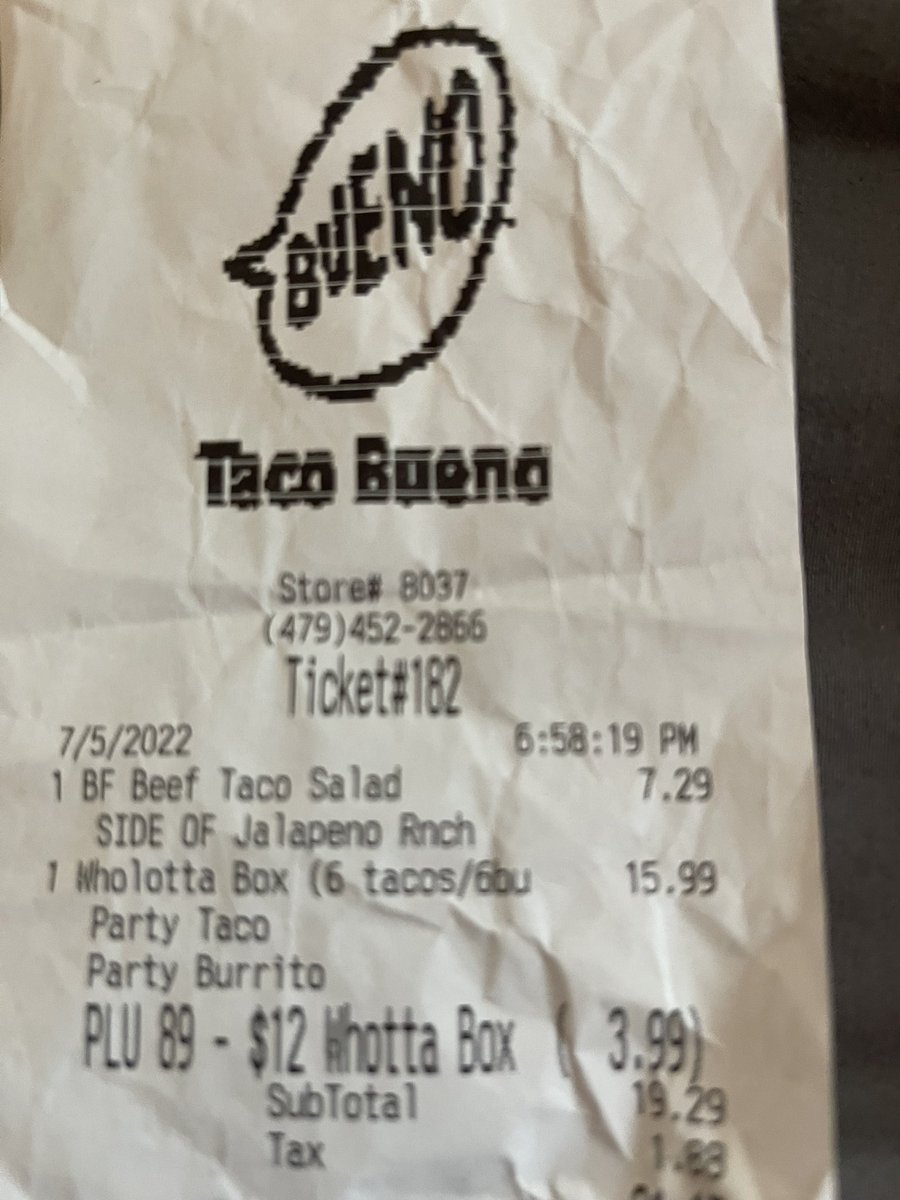 BUENO
Taco Bueno
Store# 8037
(479)452-2866
Ticket#182
7/5/2022 6:58:19 PM
1 BF Beef Taco Salad 7.29
SIDE OF Jalapeno Rnch
1 Wholotta Box (6 tacos/6bu 15.99
Party Taco
Party Burrito
PLU 89 - $12 Whotta Box ( 3.99)
SubTotal 19.29
Tax